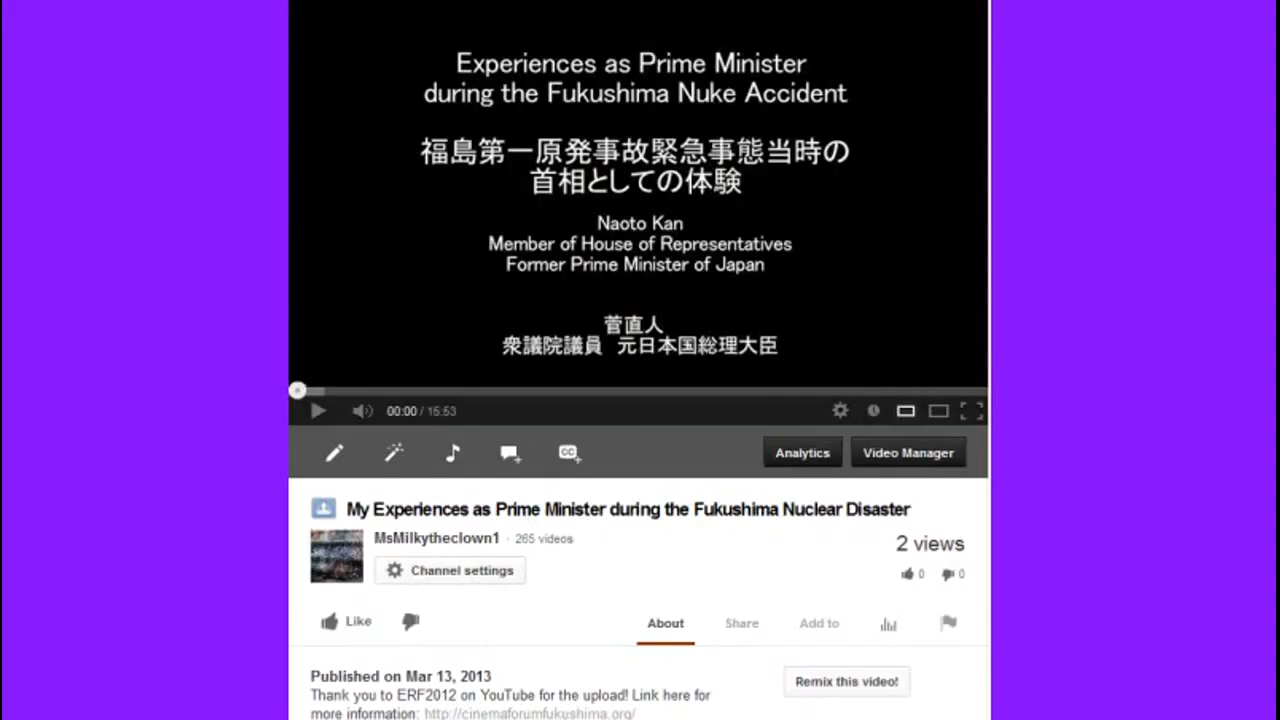 Experiences as Prime Minister
during the Fukushima Nuke Accident
福島第一原発事故緊急事態当時の
首相としての体験
Naoto Kan
Member of House of Representatives
Former Prime Minister of Japan
菅直人
衆議院議員　元日本国総理大臣
00:00 / 15:53
CC
Analytics
Video Manager
My Experiences as Prime Minister during the Fukushima Nuclear Disaster
MsMilkytheclown1 · 265 videos
2 views
Channel settings
0 0
Like
About Share Add to
Published on Mar 13, 2013
Remix this video!
Thank you to ERF2012 on YouTube for the upload! Link here for
more information: http://cinemaforumfukushima.org/